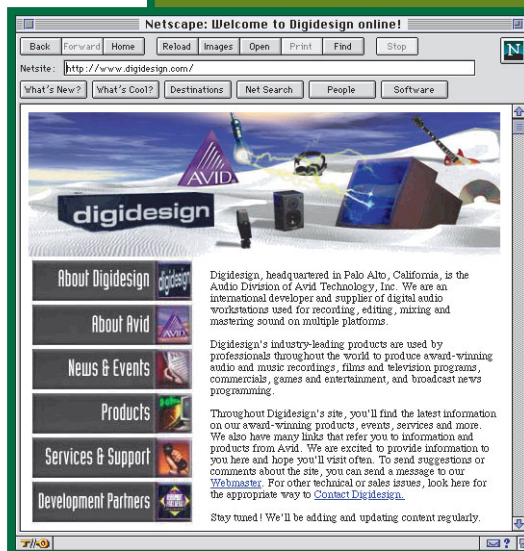 Netscape: Welcome to Digidesign online!
Back Forward Home Reload Images Open Print Find Stop
N
Netsite: http://www.digidesign.com/
What's New? What's Cool? Destinations Net Search People Software
AVID
digidesign
About Digidesign digidesign
About Avid AVID
News & Events
Products
Services & Support
Development Partners
Digidesign, headquartered in Palo Alto, California, is the
Audio Division of Avid Technology, Inc. We are an
international developer and supplier of digital audio
workstations used for recording, editing, mixing and
mastering sound on multiple platforms.
Digidesign's industry-leading products are used by
professionals throughout the world to produce award-winning
audio and music recordings, films and television programs,
commercials, games and entertainment, and broadcast news
programming.
Throughout Digidesign's site, you'll find the latest information
on our award-winning products, events, services and more.
We also have many links that refer you to information and
products from Avid. We are excited to provide information to
you here and hope you'll visit often. To send suggestions or
comments about the site, you can send a message to our
Webmaster. For other technical or sales issues, look here for
the appropriate way to Contact Digidesign.
Stay tuned! We'll be adding and updating content regularly.